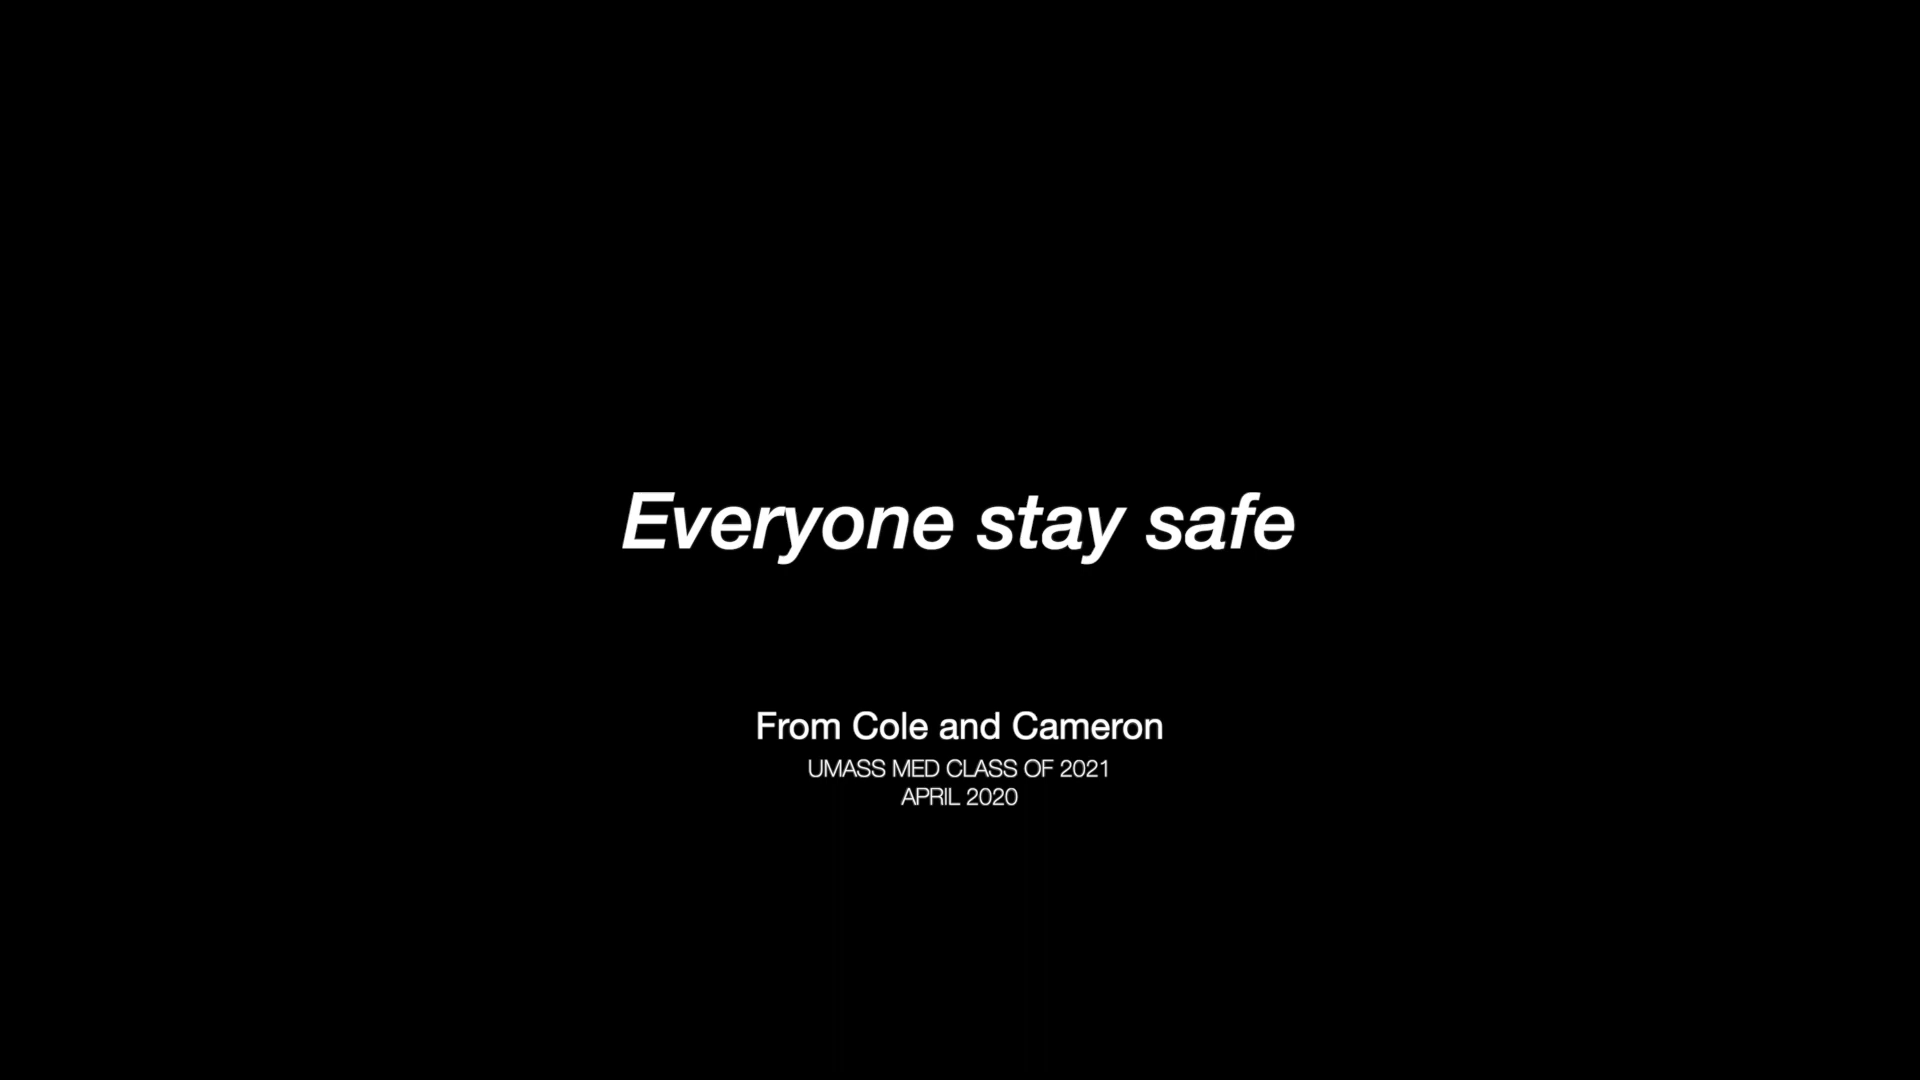 Everyone stay safe
From Cole and Cameron
UMASS MED CLASS OF 2021
APRIL 2020